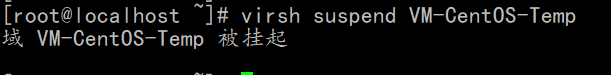 [root@localhost ~]# virsh suspend VM-CentOS-Temp
域 VM-CentOS-Temp 被挂起